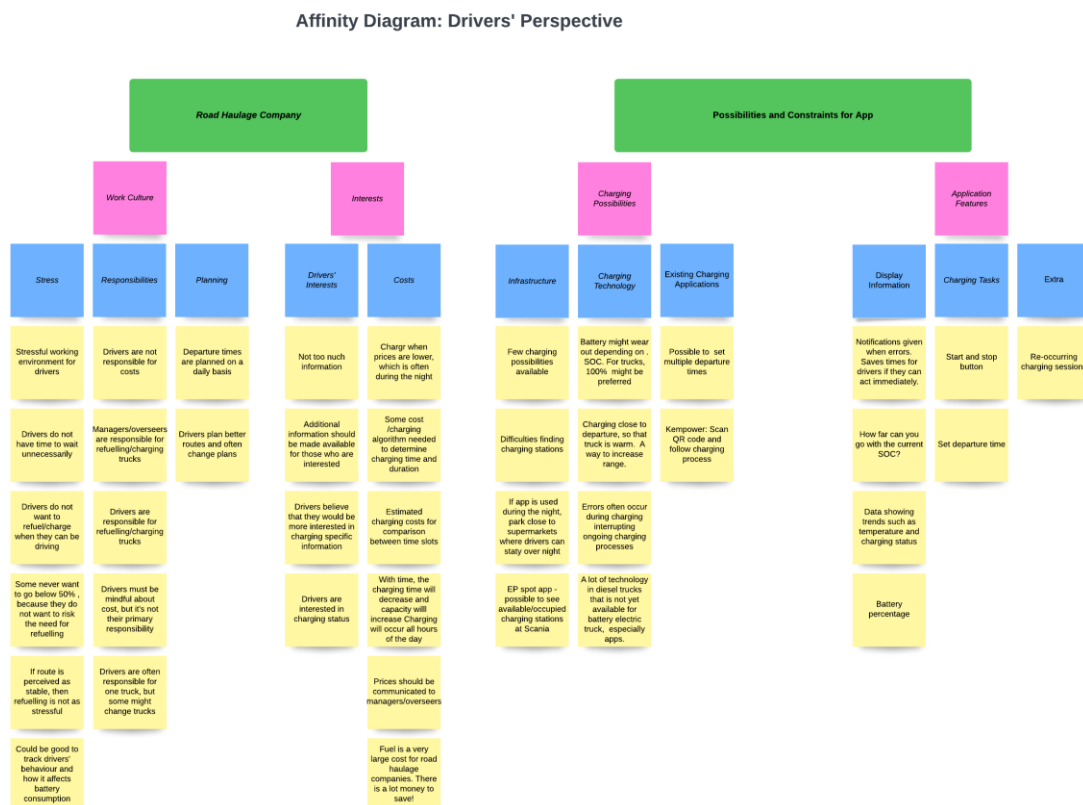 Affinity Diagram: Drivers' Perspective
Road Haulage Company
Possibilities and Constraints for App
Work Culture
Interests
Charging
Possibilities
Application
Features
Stress
Responsibilities
Planning
Drivers'
Interests
Costs
Infrastructure
Charging
Technology
Existing Charging
Applications
Display
Information
Charging Tasks
Extra
Stressful working
environment for
drivers
Drivers are not
responsible for
costs
Departure times
are planned on a
daily basis
Not too nuch
information
Chargr when
prices are lower,
which is often
during the night
Few charging
possibilities
available
Battery might wear
out depending on .
SOC. For trucks,
100% might be
preferred
Possible to set
multiple departure
times
Notifications given
when errors.
Saves times for
drivers if they can
act immediately.
Start and stop
button
Re-occurring
charging session
Drivers do not
have time to wait
unnecessarily
Managers/overseers
are responsible for
refuelling/charging
trucks
Drivers plan better
routes and often
change plans
Additional
information should
be made available
for those who are
interested
Some cost
/charging
algorithm needed
to determine
charging time and
duration
Difficulties finding
charging stations
Charging close to
departure, so that
truck is warm. A
way to increase
range.
Kempower: Scan
QR code and
follow charging
process
How far can you
go with the current
SOC?
Set departure time
Drivers do not
want to
refuel/charge
when they can be
driving
Drivers are
responsible for
refuelling/charging
trucks
Drivers believe
that they would be
more interested in
charging specific
information
Estimated
charging costs for
comparison
between time slots
If app is used
during the night,
park close to
supermarkets
where drivers can
staty over night
Errors often occur
during charging
interrupting
ongoing charging
processes
Data showing
trends such as
temperature and
charging status
Some never want
to go below 50% ,
because they do
not want to risk
the need for
refuelling
Drivers must be
mindful about
cost, but it's not
their primary
responsibility
Drivers are
interested in
charging status
With time, the
charging time will
decrease and
capacity willl
increase Charging
will occur all hours
of the day
EP spot app -
possible to see
available/occupied
charging stations
at Scania
A lot of technology
in diesel trucks
that is not yet
available for
battery electric
truck, especially
apps.
Battery
percentage
If route is
perceived as
stable, then
refuelling is not as
stressful
Drivers are often
responsible for
one truck, but
some might
change trucks
Prices should be
communicated to
managers/overseers
Could be good to
track drivers'
behaviour and
how it affects
battery
consumption
Fuel is a very
large cost for road
haulage
companies. There
is a lot money to
save!